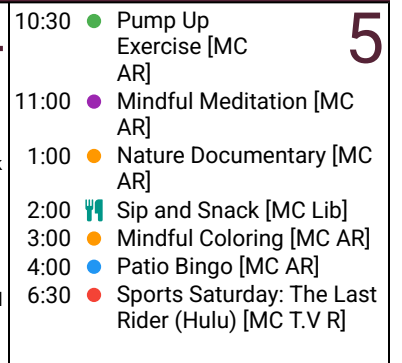 5
10:30 Pump Up
Exercise [MC
AR]
11:00 Mindful Meditation [MC
AR]
1:00 Nature Documentary [MC
AR]
2:00 Sip and Snack [MC Lib]
3:00 Mindful Coloring [MC AR]
4:00 Patio Bingo [MC AR]
6:30 Sports Saturday: The Last
Rider (Hulu) [MC T.V R]